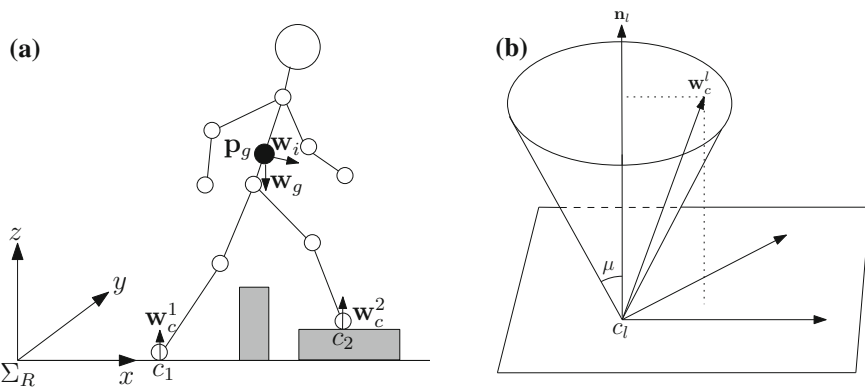 (a)
p_g
w_i
w_g
z
y
w_c^1
w_c^2
c_1
c_2
Σ_R
x
(b)
n_l
w_c^l
μ
c_l